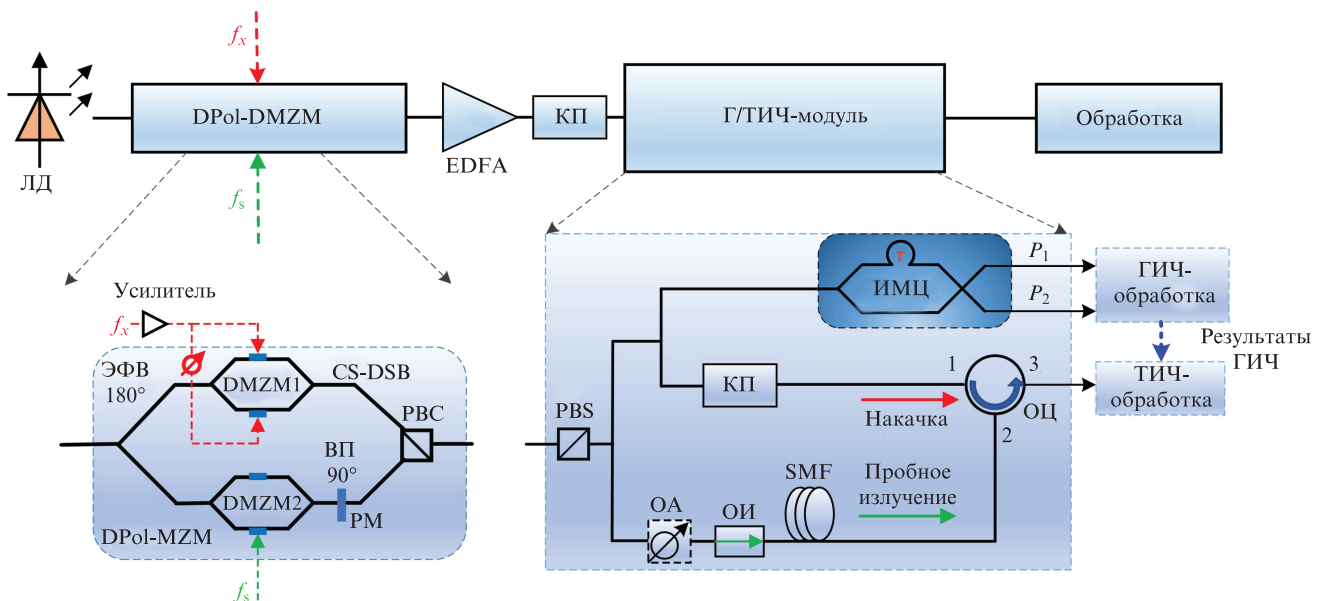 f_x
DPol-DMZM
ЛД
f_s
EDFA
КП
Г/ТИЧ-модуль
Обработка
Усилитель
f_x
ЭФВ
180°
DMZM1
CS-DSB
PBC
ВП
90°
DMZM2
PM
DPol-MZM
f_s
τ
ИМЦ
P_1
P_2
ГИЧ-
обработка
Результаты
ГИЧ
ТИЧ-
обработка
PBS
КП
Накачка
1
3
ОЦ
2
SMF
Пробное
излучение
ОА
ОИ